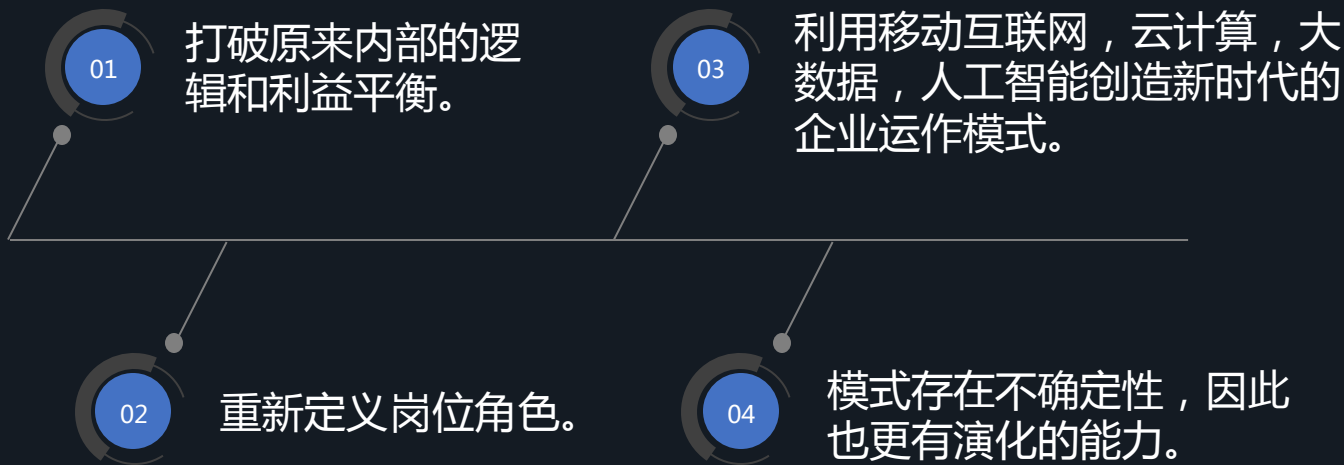 01
打破原来内部的逻
辑和利益平衡。
02
重新定义岗位角色。
03
利用移动互联网，云计算，大
数据，人工智能创造新时代的
企业运作模式。
04
模式存在不确定性，因此
也更有演化的能力。